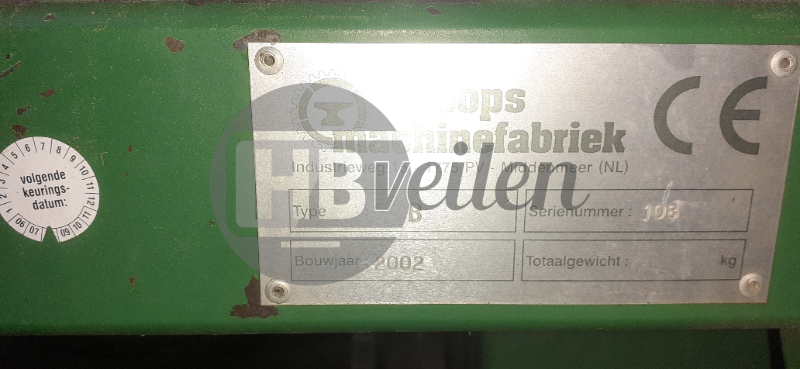 ops
machinefabriek
Industrieweg PV - Middenmeer (NL)
CE
Type B
Serienummer: 103
Bouwjaar: 2002
Totaalgewicht: kg
HBveilen
volgende
keurings-
datum:
1 2 3 4 5 6 7 8 9 10 11 12
06 07 09 10